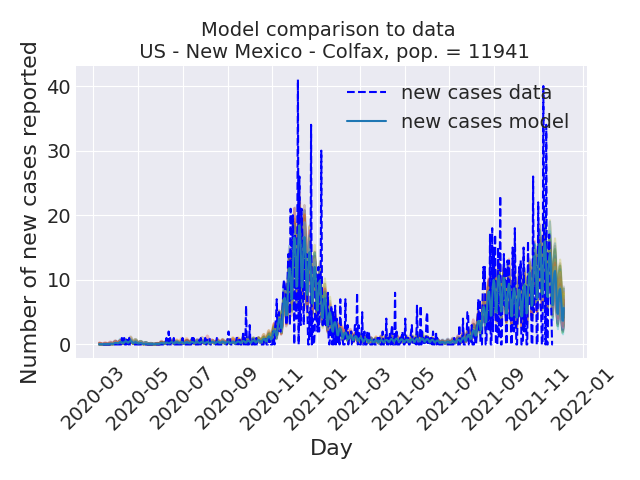 Model comparison to data
US - New Mexico - Colfax, pop. = 11941
Number of new cases reported
40
30
20
10
0
new cases data
new cases model
2020-03
2020-05
2020-07
2020-09
2020-11
2021-01
2021-03
2021-05
2021-07
2021-09
2021-11
2022-01
Day